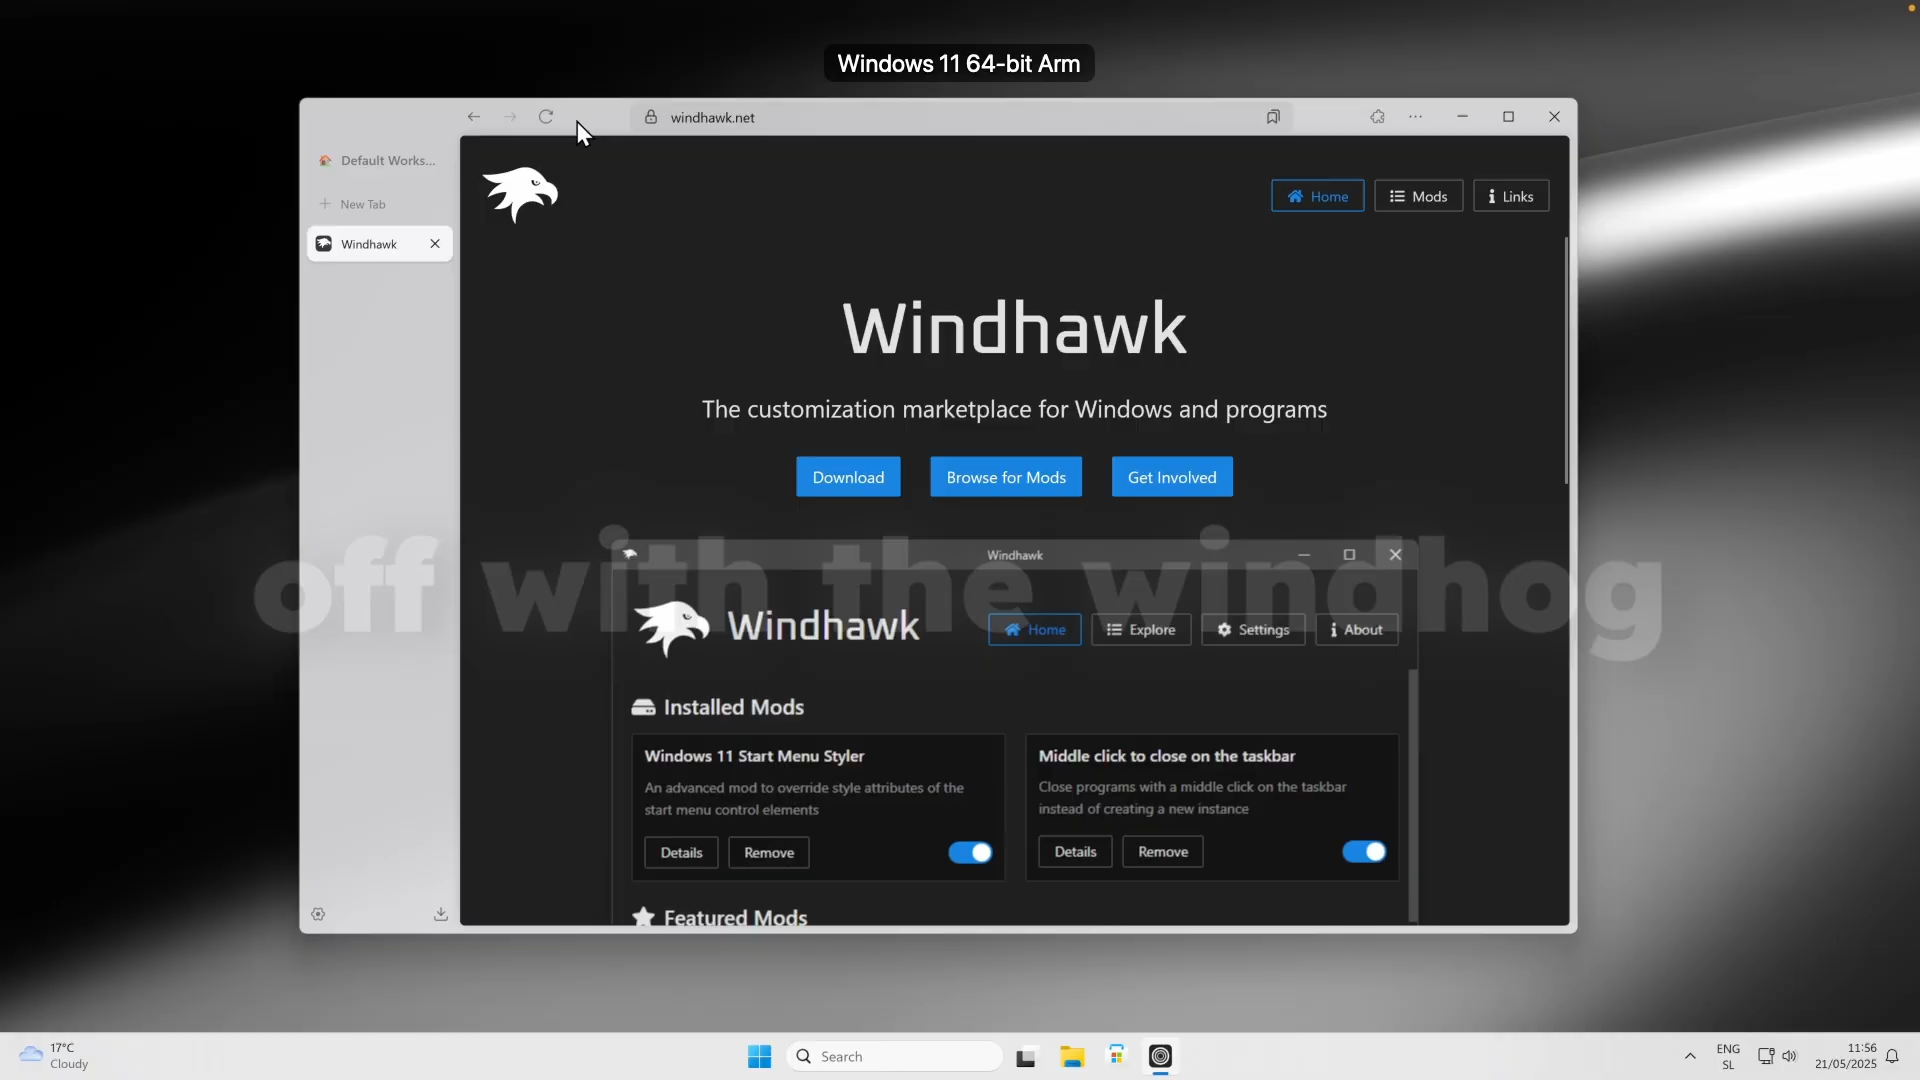 Windows 11 64-bit Arm
windhawk.net
Default Works...
New Tab
Windhawk
Home
Mods
Links
Windhawk
The customization marketplace for Windows and programs
Download
Browse for Mods
Get Involved
off with the windhog
Windhawk
Windhawk
Home
Explore
Settings
About
Installed Mods
Windows 11 Start Menu Styler
An advanced mod to override style attributes of the
start menu control elements
Details
Remove
Middle click to close on the taskbar
Close programs with a middle click on the taskbar
instead of creating a new instance
Details
Remove
Featured Mods
17°C
Cloudy
Search
ENG
SL
11:56
21/05/2025